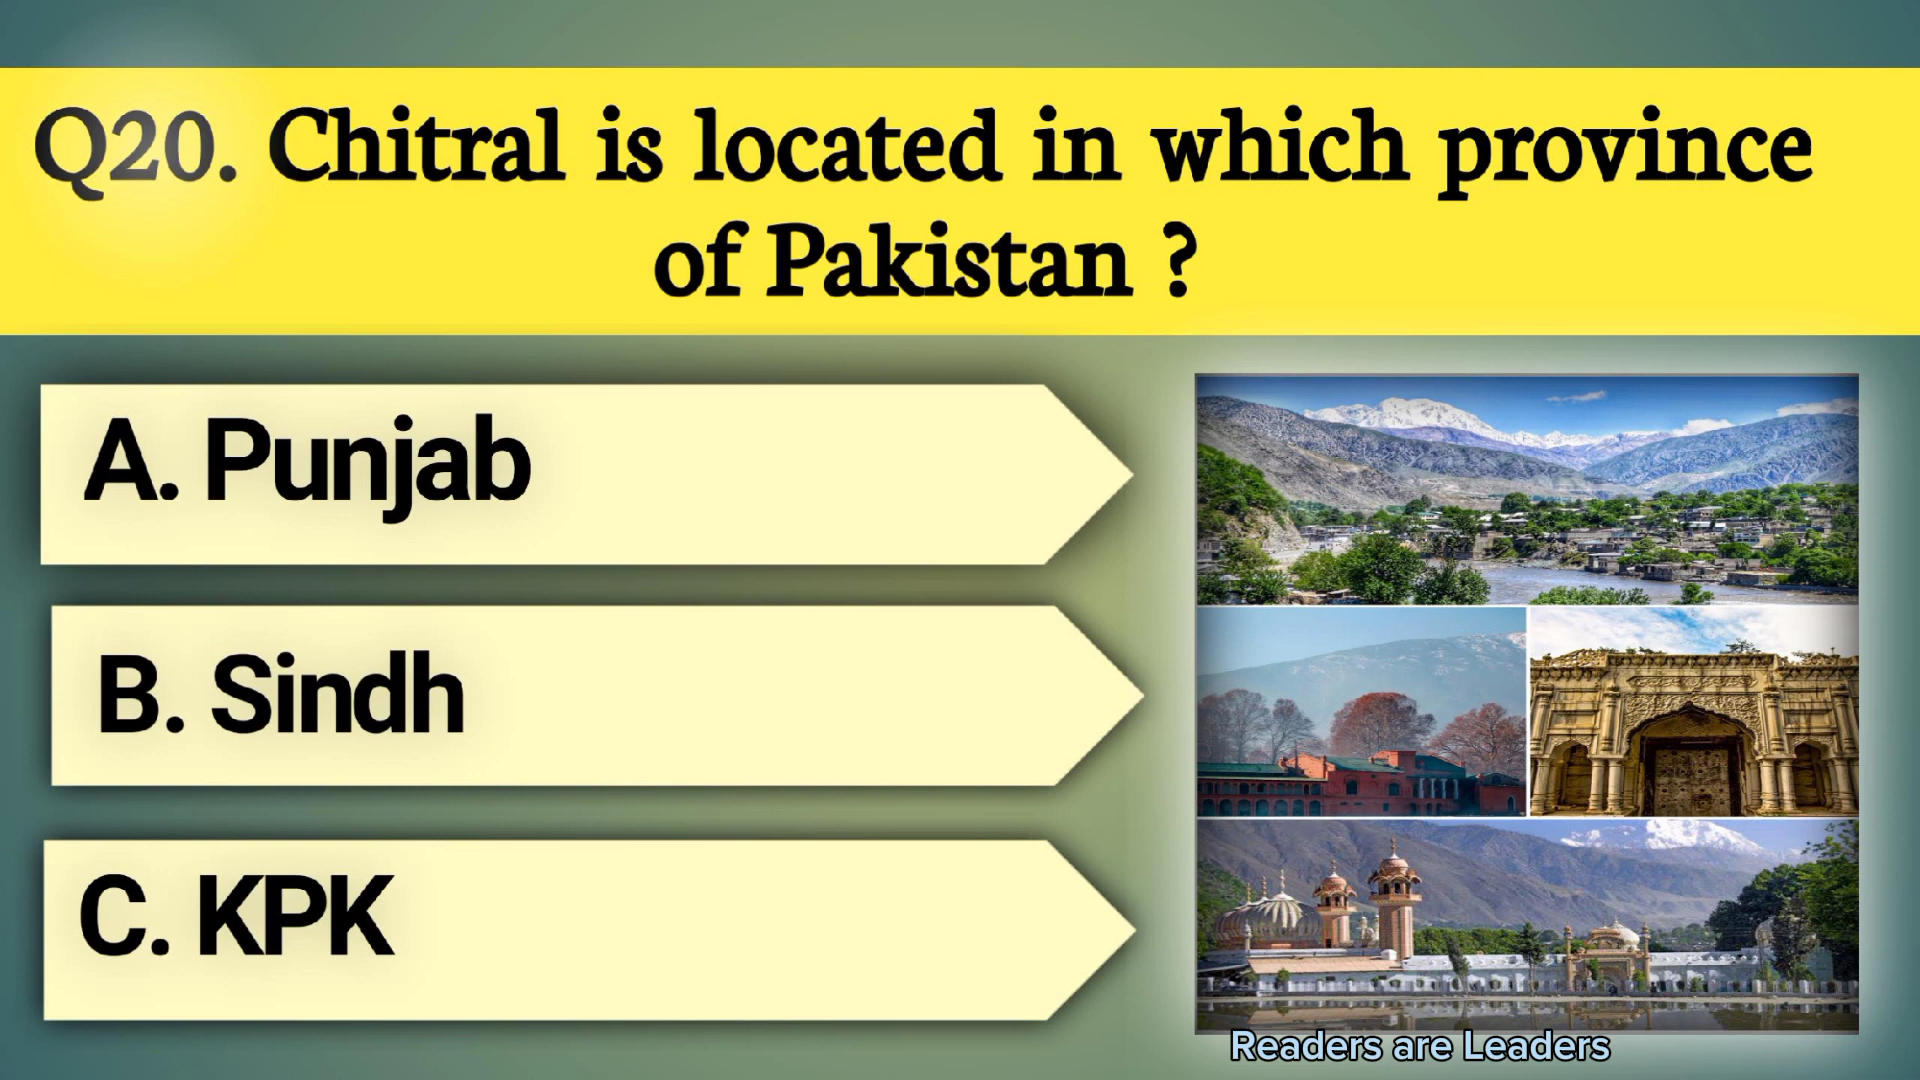 Q20. Chitral is located in which province
of Pakistan ?
A. Punjab
B. Sindh
C. KPK
Readers are Leaders